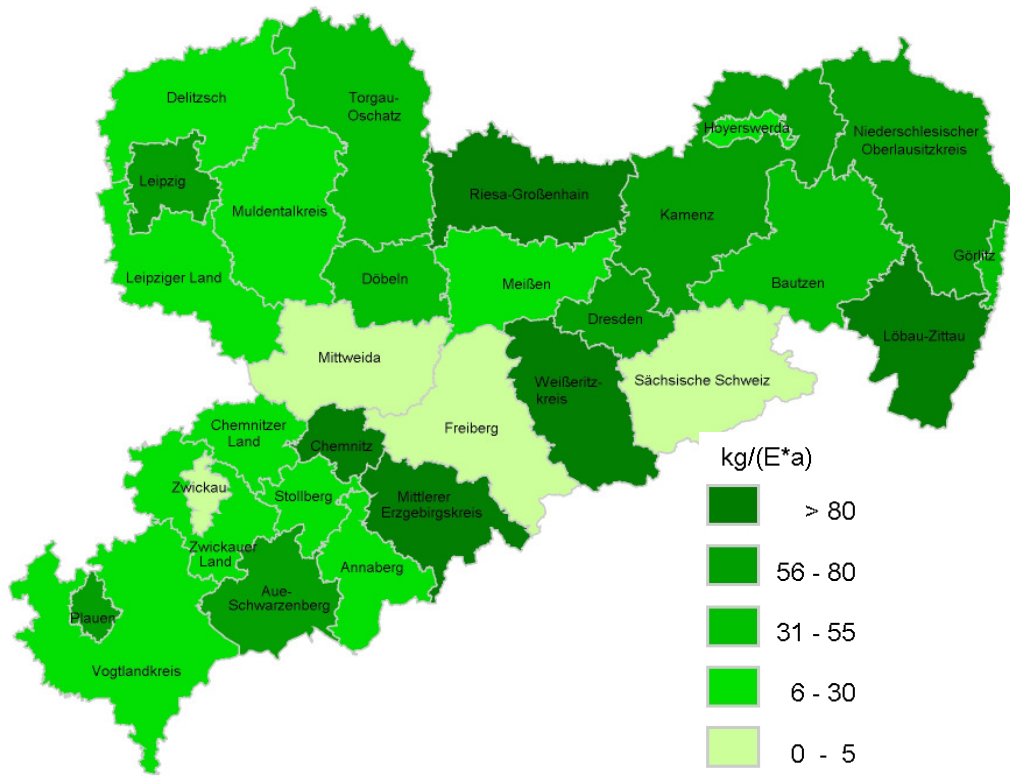 Delitzsch
Torgau-
Oschatz
Hoyerswerda
Niederschlesischer
Oberlausitzkreis
Leipzig
Riesa-Großenhain
Muldentalkreis
Kamenz
Görlitz
Leipziger Land
Döbeln
Meißen
Bautzen
Dresden
Löbau-Zittau
Mittweida
Weißeritz-
kreis
Sächsische Schweiz
Chemnitzer
Land
Freiberg
Chemnitz
Zwickau
Stollberg
Mittlerer
Erzgebirgskreis
Zwickauer
Land
Annaberg
Aue-
Schwarzenberg
Plauen
Vogtlandkreis
kg/(E*a)
> 80
56 - 80
31 - 55
6 - 30
0 - 5